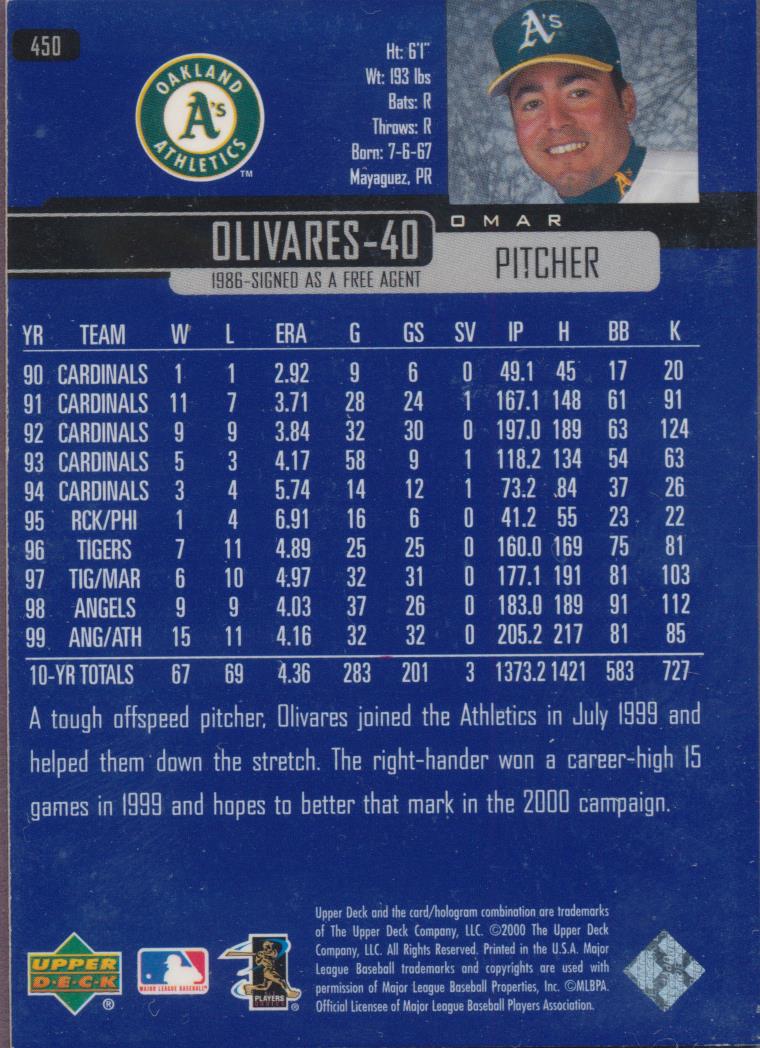 450
OAKLAND
A's
ATHLETICS
TM
Ht: 6'1"
Wt: 193 lbs
Bats: R
Throws: R
Born: 7-6-67
Mayaguez, PR
A's
OMAR
OLIVARES-40
PITCHER
1986-SIGNED AS A FREE AGENT
YR TEAM W L ERA G GS SV IP H BB K
90 CARDINALS 1 1 2.92 9 6 0 49.1 45 17 20
91 CARDINALS 11 7 3.71 28 24 1 167.1 148 61 91
92 CARDINALS 9 9 3.84 32 30 0 197.0 189 63 124
93 CARDINALS 5 3 4.17 58 9 1 118.2 134 54 63
94 CARDINALS 3 4 5.74 14 12 1 73.2 84 37 26
95 RCK/PHI 1 4 6.91 16 6 0 41.2 55 23 22
96 TIGERS 7 11 4.89 25 25 0 160.0 169 75 81
97 TIG/MAR 6 10 4.97 32 31 0 177.1 191 81 103
98 ANGELS 9 9 4.03 37 26 0 183.0 189 91 112
99 ANG/ATH 15 11 4.16 32 32 0 205.2 217 81 85
10-YR TOTALS 67 69 4.36 283 201 3 1373.2 1421 583 727
A tough offspeed pitcher, Olivares joined the Athletics in July 1999 and
helped them down the stretch. The right-hander won a career-high 15
games in 1999 and hopes to better that mark in the 2000 campaign.
Upper Deck and the card/hologram combination are trademarks
of The Upper Deck Company, LLC. ©2000 The Upper Deck
Company, LLC. All Rights Reserved. Printed in the U.S.A. Major
League Baseball trademarks and copyrights are used with
permission of Major League Baseball Properties, Inc. ©MLBPA.
Official Licensee of Major League Baseball Players Association.
UPPER
D·E·C·K
®
MAJOR LEAGUE BASEBALL
PLAYERS
CHOICE
®